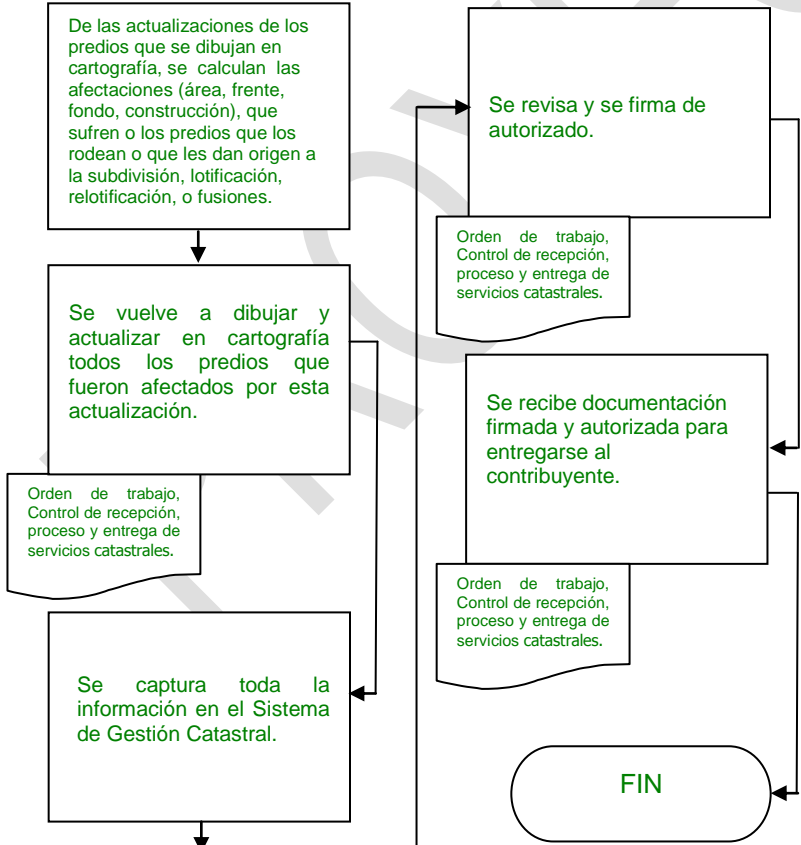 De las actualizaciones de los
predios que se dibujan en
cartografía, se calculan las
afectaciones (área, frente,
fondo, construcción), que
sufren o los predios que los
rodean o que les dan origen a
la subdivisión, lotificación,
relotificación, o fusiones.
Se vuelve a dibujar y
actualizar en cartografía
todos los predios que
fueron afectados por esta
actualización.
Orden de trabajo,
Control de recepción,
proceso y entrega de
servicios catastrales.
Se captura toda la
información en el Sistema
de Gestión Catastral.
Se revisa y se firma de
autorizado.
Orden de trabajo,
Control de recepción,
proceso y entrega de
servicios catastrales.
Se recibe documentación
firmada y autorizada para
entregarse al
contribuyente.
Orden de trabajo,
Control de recepción,
proceso y entrega de
servicios catastrales.
FIN